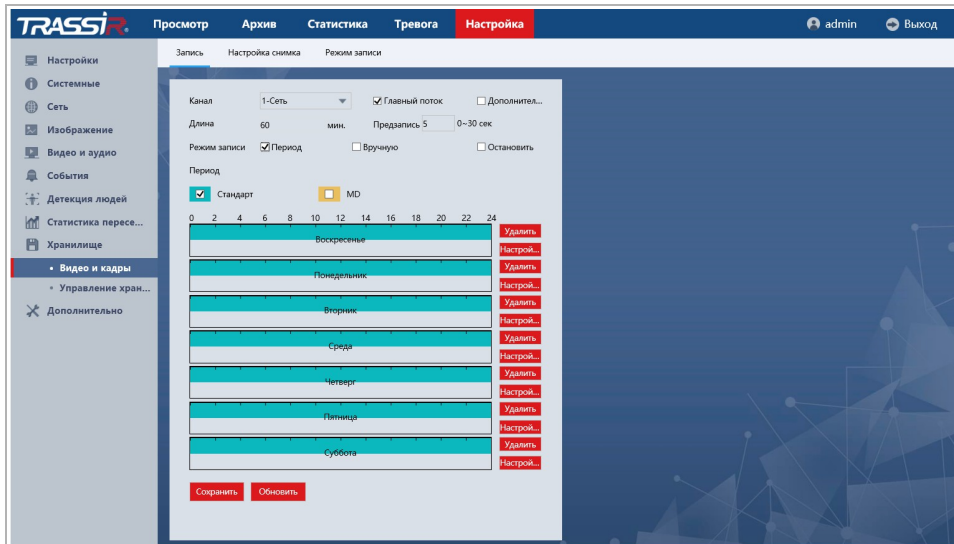 TRASSIR Просмотр Архив Статистика Тревога Настройка admin Выход
Запись Настройка снимка Режим записи
Настройки
Системные
Сеть
Изображение
Видео и аудио
События
Детекция людей
Статистика пересе...
Хранилище
• Видео и кадры
• Управление хран...
Дополнительно
Канал 1-Сеть Главный поток Дополнител...
Длина 60 мин. Предзапись 5 0~30 сек
Режим записи Период Вручную Остановить
Период
Стандарт MD
0 2 4 6 8 10 12 14 16 18 20 22 24
Воскресенье Удалить
Настрой...
Понедельник Удалить
Настрой...
Вторник Удалить
Настрой...
Среда Удалить
Настрой...
Четверг Удалить
Настрой...
Пятница Удалить
Настрой...
Суббота Удалить
Настрой...
Сохранить Обновить